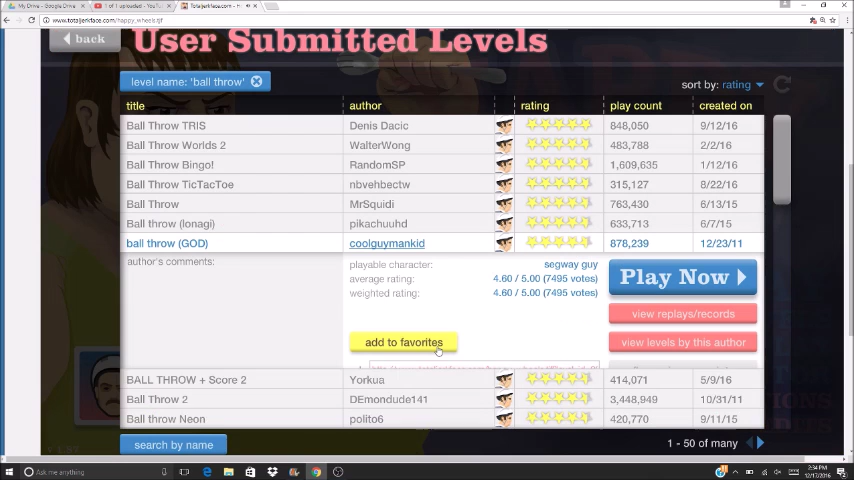 My Drive - Google Drive
1 of 1 uploaded - YouTube
Totaljerkface.com - H
www.totaljerkface.com/happy_wheels.tjf
back
User Submitted Levels
level name: 'ball throw'
sort by: rating
title author rating play count created on
Ball Throw TRIS Denis Dacic 848,050 9/12/16
Ball Throw Worlds 2 WalterWong 483,788 2/2/16
Ball Throw Bingo! RandomSP 1,609,635 1/12/16
Ball Throw TicTacToe nbvehbectw 315,127 8/22/16
Ball Throw MrSquidi 763,430 6/13/15
Ball Throw (Ionagi) pikachuuhd 633,713 6/7/15
ball throw (GOD) coolguymankid 878,239 12/23/11
author's comments:
playable character: segway guy
average rating: 4.60 / 5.00 (7495 votes)
weighted rating: 4.60 / 5.00 (7495 votes)
Play Now
view replays/records
add to favorites
view levels by this author
BALL THROW + Score 2 Yorkua 414,071 5/9/16
Ball Throw 2 DEmondude141 3,448,949 10/31/11
Ball throw Neon polito6 420,770 9/11/15
search by name
1 - 50 of many
Ask me anything
2:34 PM
12/17/2016